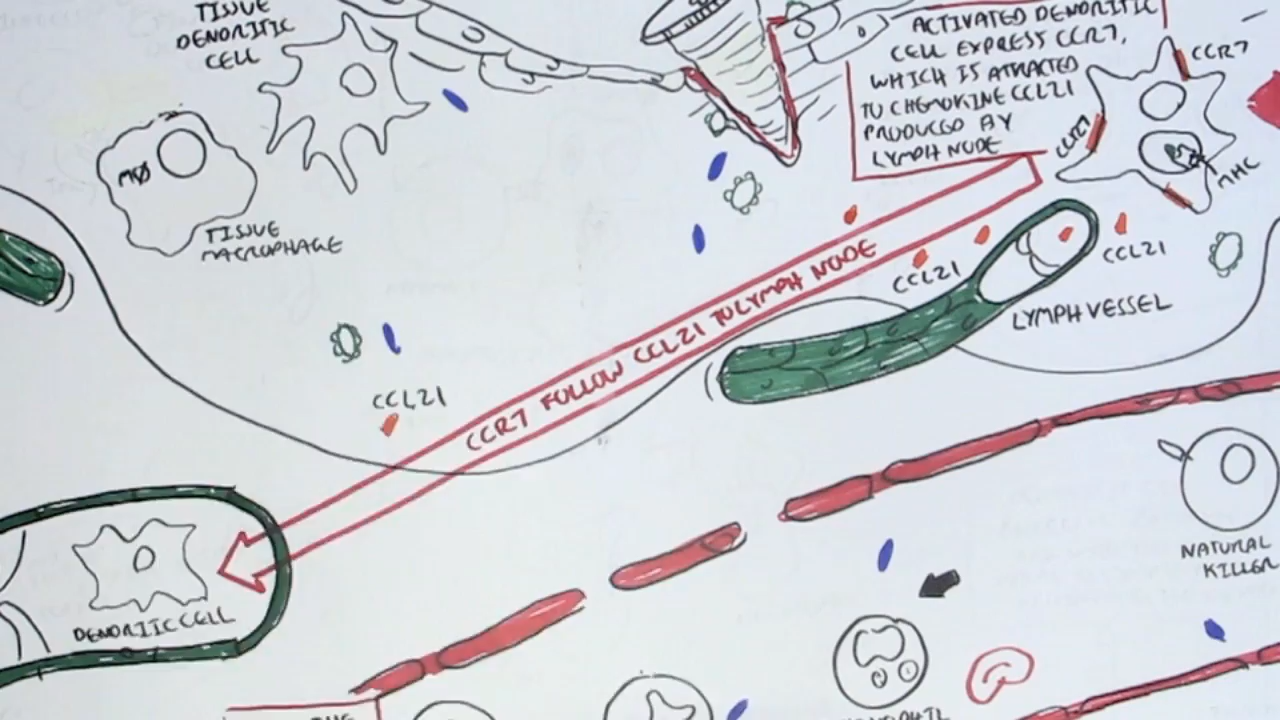 TISSUE
DENDRITIC
CELL
MØ
TISSUE
MACROPHAGE
ACTIVATED DENDRITIC
CELL EXPRESS CCR7,
WHICH IS ATTRACTED
TO CHEMOKINE CCL21
PRODUCED BY
LYMPH NODE
CCR7
CCR7
MHC
CCL21
CCL21
LYMPH VESSEL
CCR7 FOLLOW CCL21 TO LYMPH NODE
CCL21
DENDRITIC CELL
NATURAL
KILLER